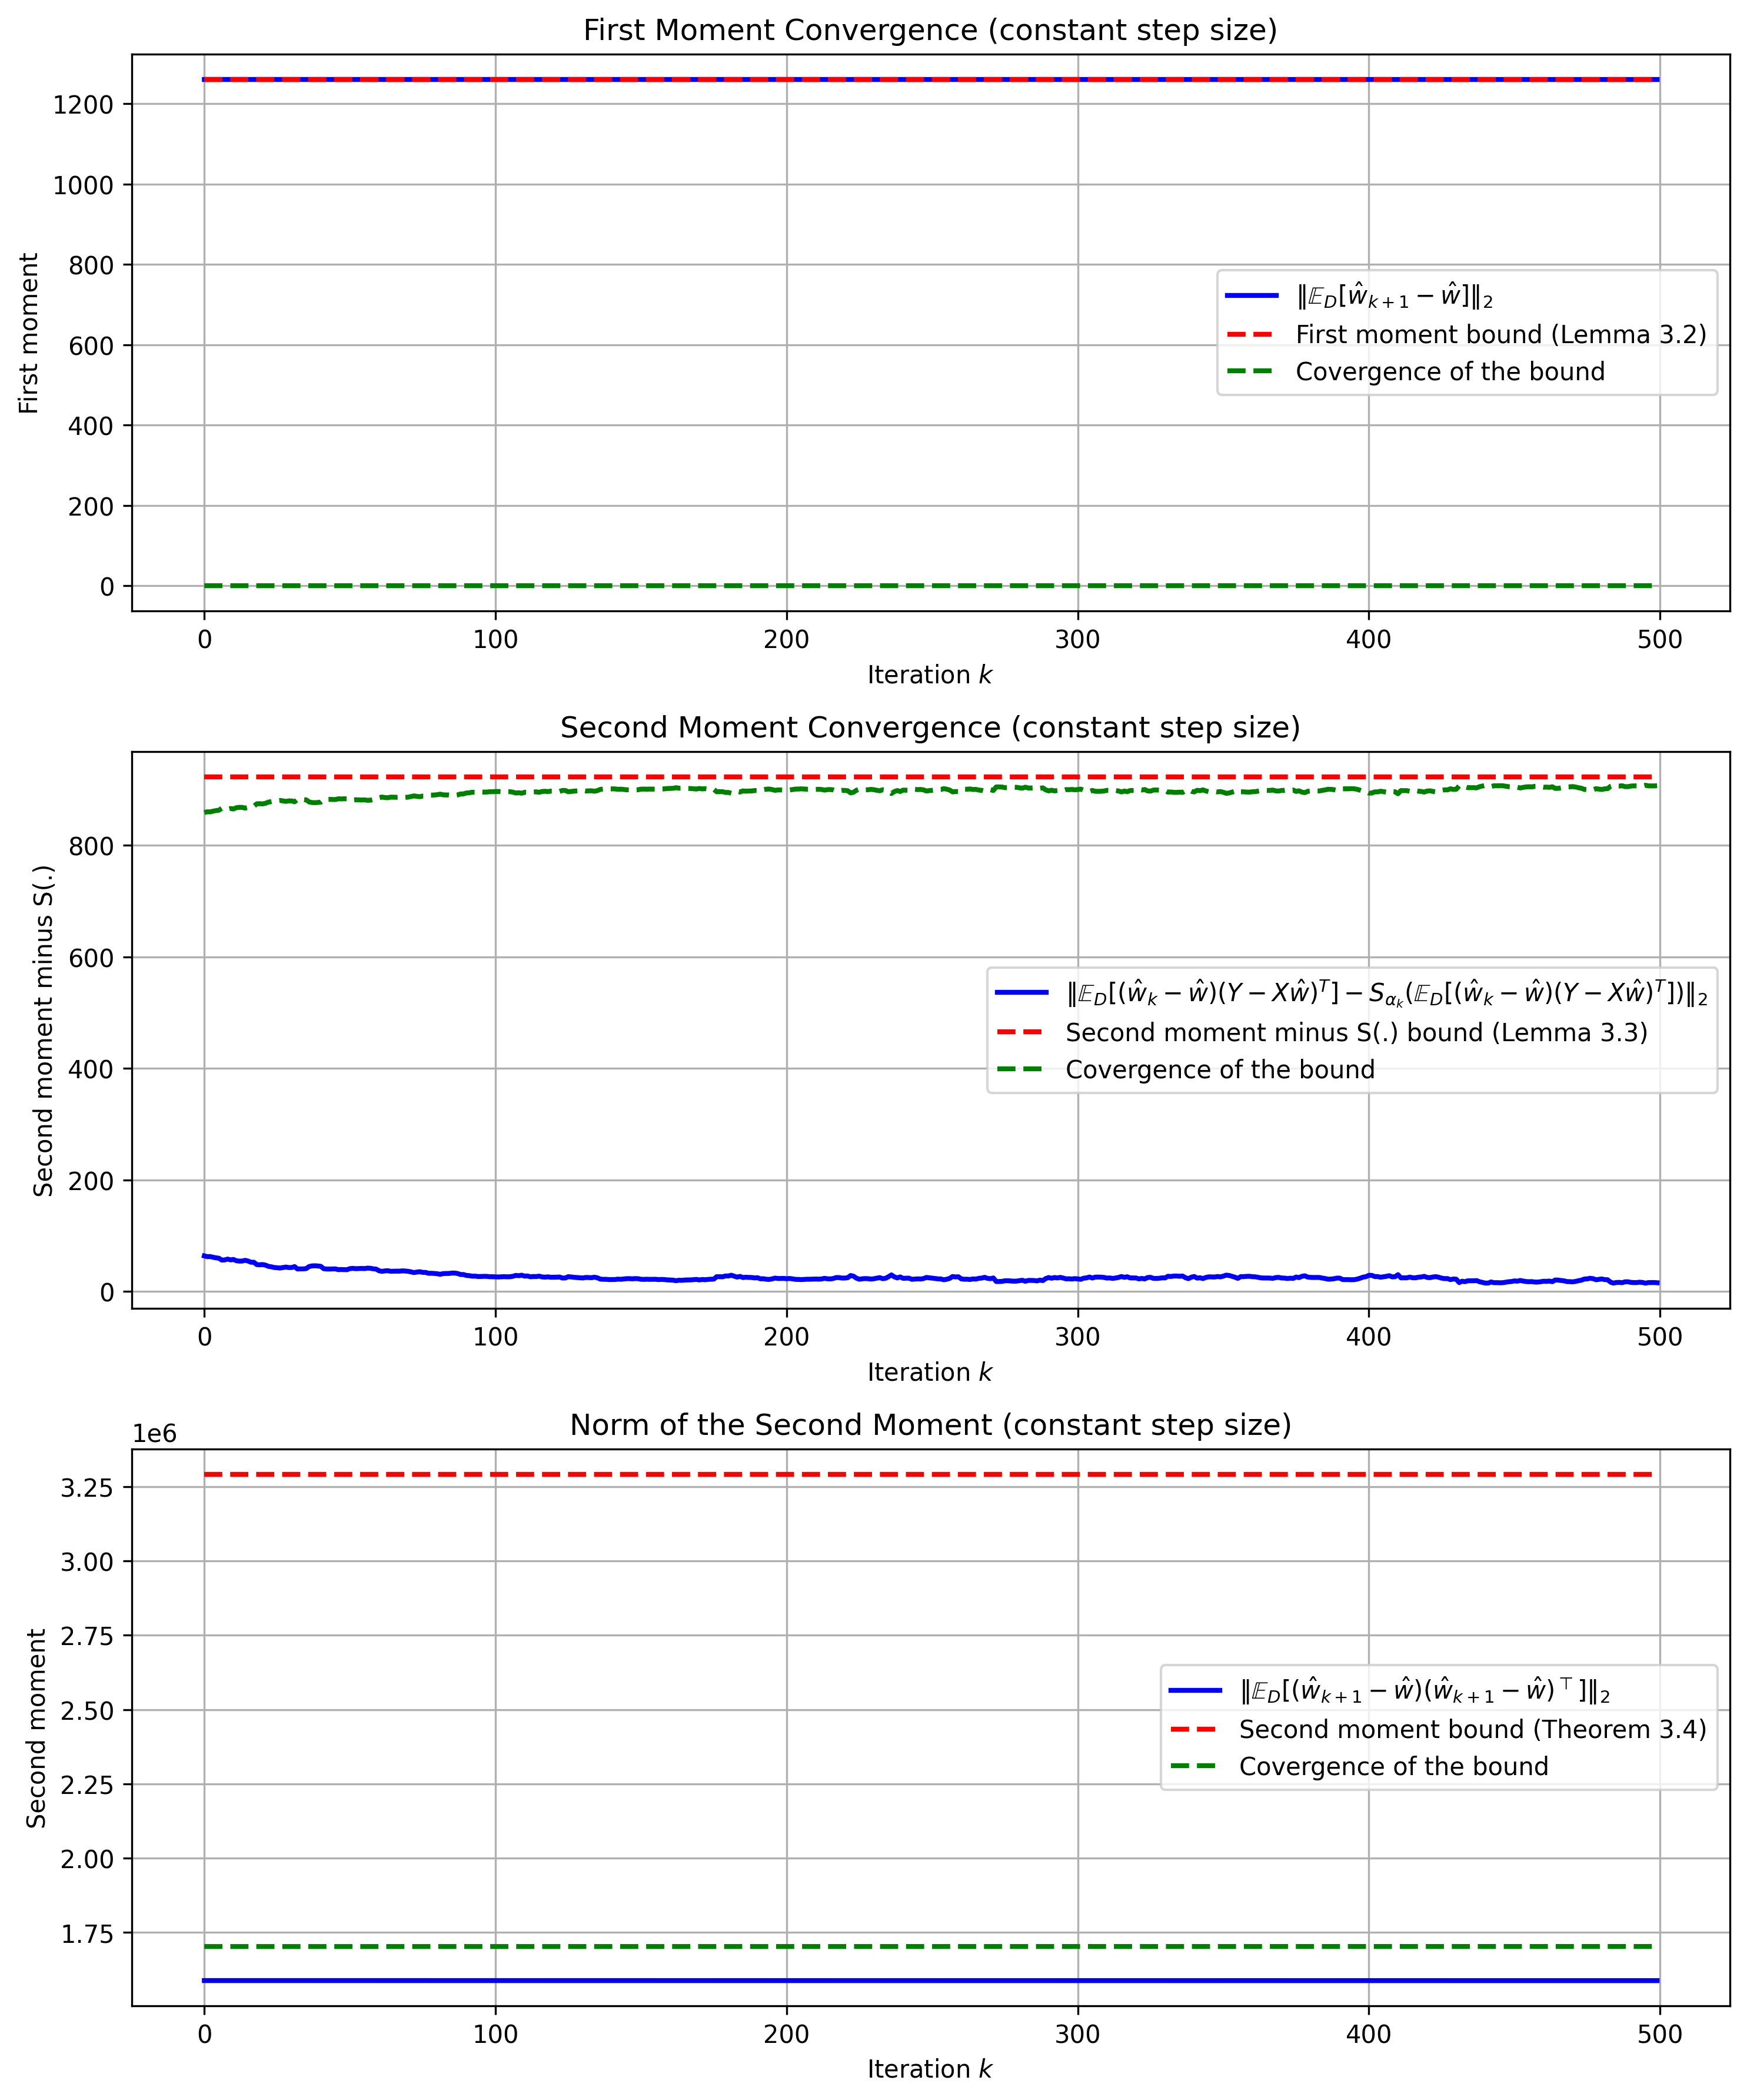 First Moment Convergence (constant step size)
1200
1000
800
600
400
200
0
First moment
‖𝔼_D[ŵ_{k+1} − ŵ]‖₂
First moment bound (Lemma 3.2)
Covergence of the bound
0 100 200 300 400 500
Iteration k
Second Moment Convergence (constant step size)
800
600
400
200
0
Second moment minus S(.)
‖𝔼_D[(ŵ_k − ŵ)(Y − Xŵ)^T] − S_{α_k}(𝔼_D[(ŵ_k − ŵ)(Y − Xŵ)^T])‖₂
Second moment minus S(.) bound (Lemma 3.3)
Covergence of the bound
0 100 200 300 400 500
Iteration k
Norm of the Second Moment (constant step size)
1e6
3.25
3.00
2.75
2.50
2.25
2.00
1.75
Second moment
‖𝔼_D[(ŵ_{k+1} − ŵ)(ŵ_{k+1} − ŵ)^⊤]‖₂
Second moment bound (Theorem 3.4)
Covergence of the bound
0 100 200 300 400 500
Iteration k